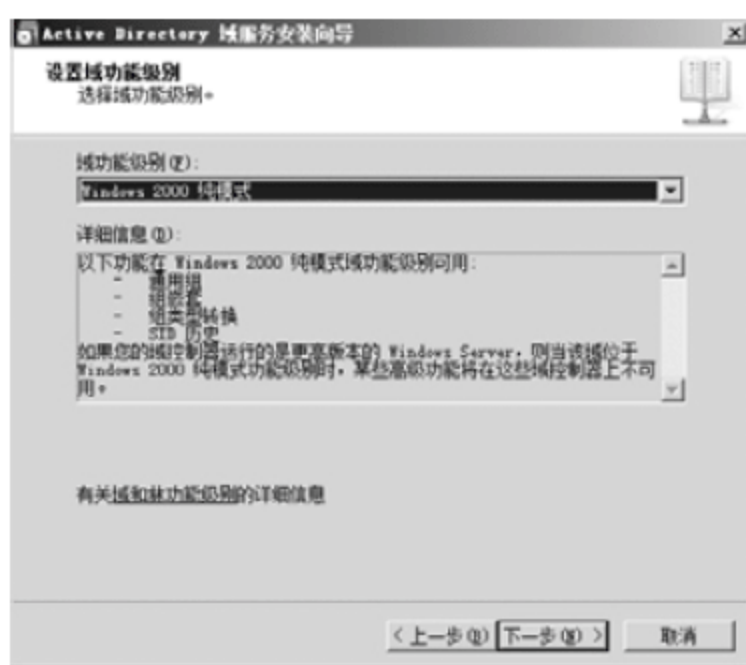 Active Directory 域服务安装向导
设置域功能级别
选择域功能级别。
域功能级别(F):
Windows 2000 纯模式
详细信息(D):
以下功能在 Windows 2000 纯模式域功能级别可用:
- 通用组
- 组嵌套
- 组类型转换
- SID 历史
如果您的域控制器运行的是更高版本的 Windows Server，则当该域位于
Windows 2000 纯模式功能级别时，某些高级功能将在这些域控制器上不可
用。
有关域和林功能级别的详细信息
< 上一步(B) 下一步(N) > 取消